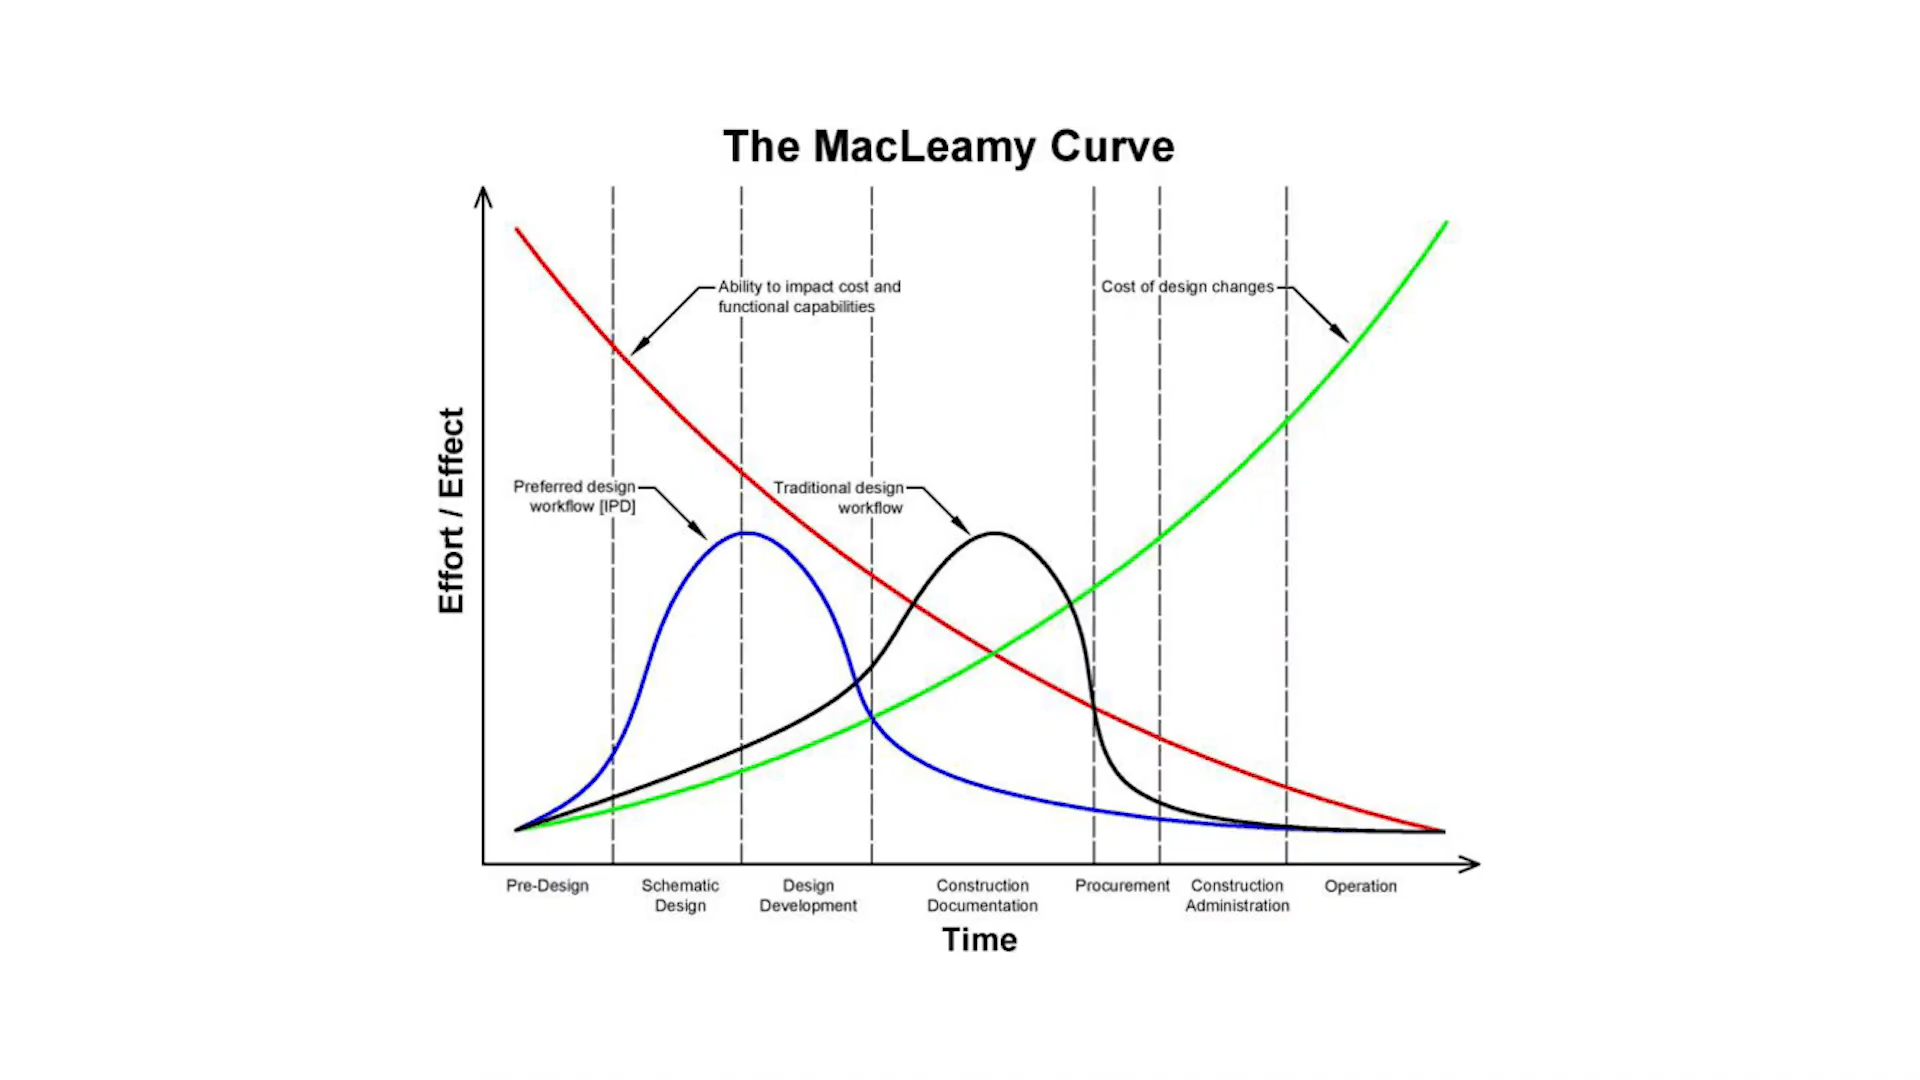 The MacLeamy Curve
Ability to impact cost and
functional capabilities
Cost of design changes
Preferred design
workflow [IPD]
Traditional design
workflow
Effort / Effect
Pre-Design
Schematic
Design
Design
Development
Construction
Documentation
Procurement
Construction
Administration
Operation
Time